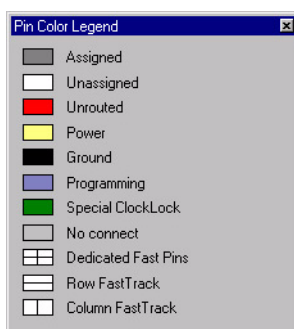 Pin Color Legend
Assigned
Unassigned
Unrouted
Power
Ground
Programming
Special ClockLock
No connect
Dedicated Fast Pins
Row FastTrack
Column FastTrack